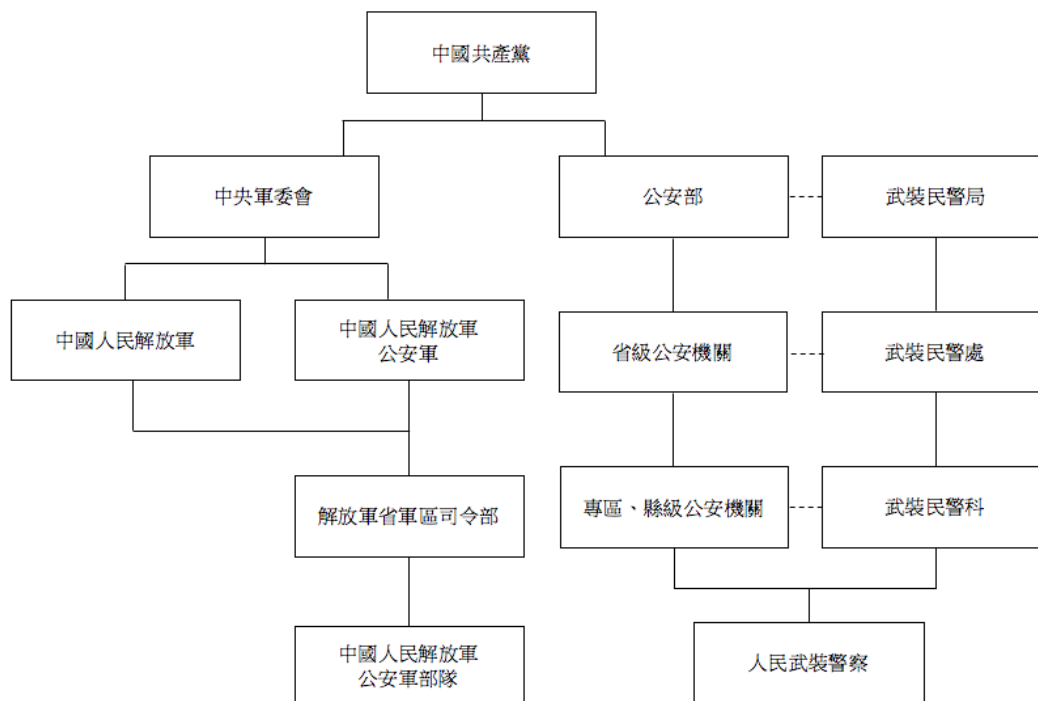 中國共產黨
中央軍委會
公安部
武裝民警局
中國人民解放軍
中國人民解放軍
公安軍
省級公安機關
武裝民警處
解放軍省軍區司令部
專區、縣級公安機關
武裝民警科
中國人民解放軍
公安軍部隊
人民武裝警察